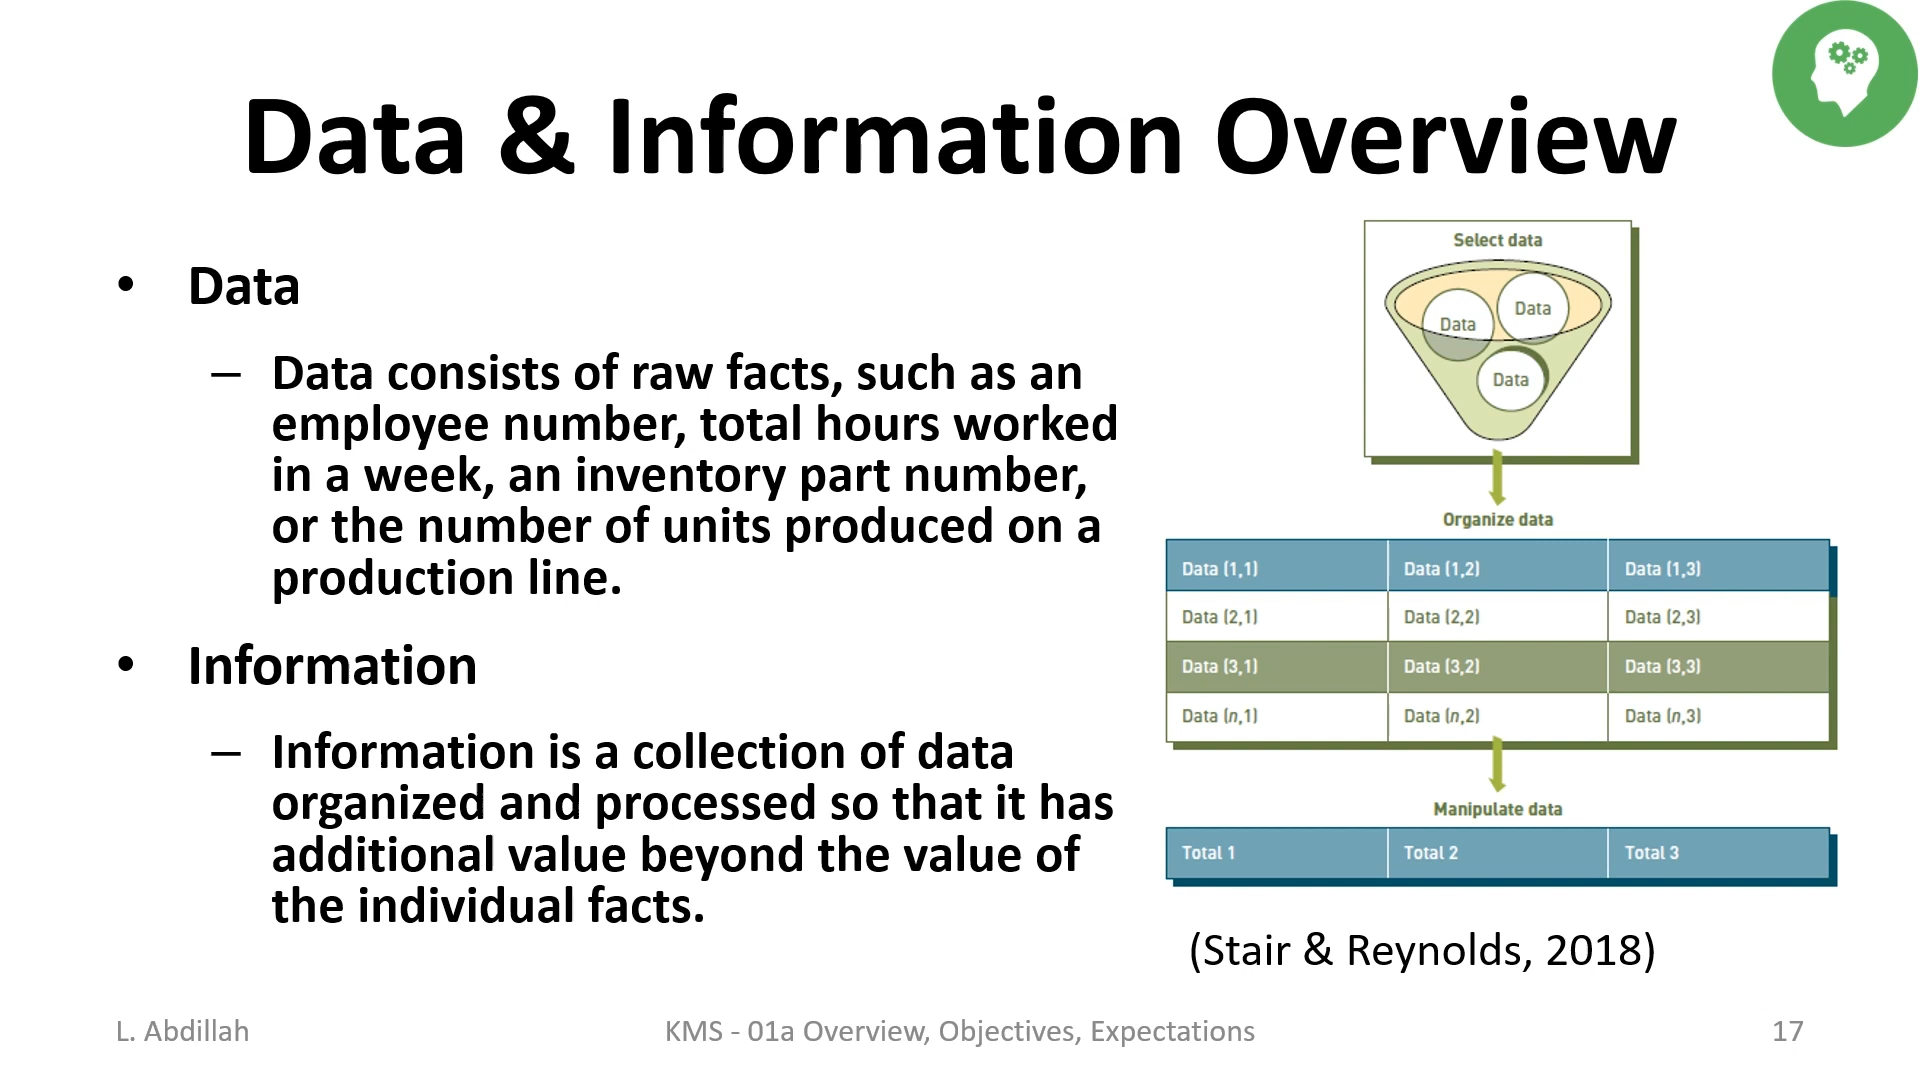 Data & Information Overview
• Data
– Data consists of raw facts, such as an
employee number, total hours worked
in a week, an inventory part number,
or the number of units produced on a
production line.
• Information
– Information is a collection of data
organized and processed so that it has
additional value beyond the value of
the individual facts.
Select data
Data
Data
Data
Organize data
Data (1,1) Data (1,2) Data (1,3)
Data (2,1) Data (2,2) Data (2,3)
Data (3,1) Data (3,2) Data (3,3)
Data (n,1) Data (n,2) Data (n,3)
Manipulate data
Total 1 Total 2 Total 3
(Stair & Reynolds, 2018)
L. Abdillah KMS - 01a Overview, Objectives, Expectations 17